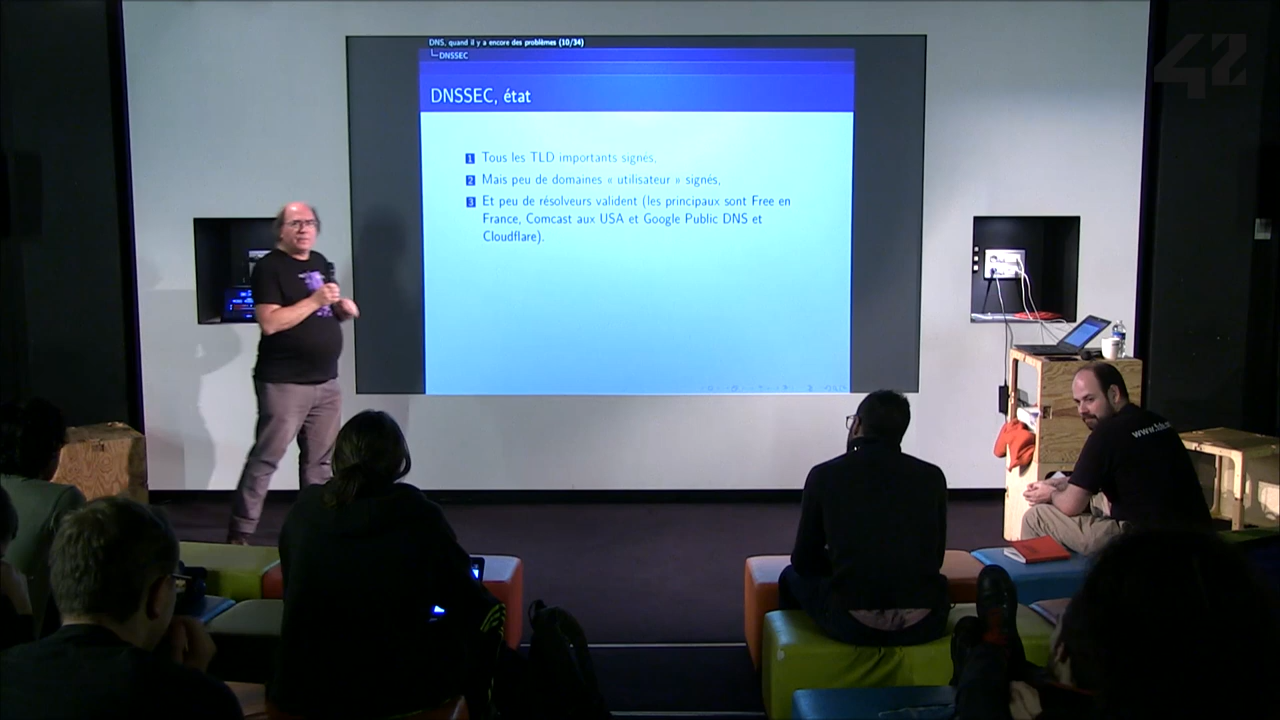 42
DNS, quand il y a encore des problèmes (10/34)
DNSSEC
DNSSEC, état
1 Tous les TLD importants signés,
2 Mais peu de domaines « utilisateur » signés,
3 Et peu de résolveurs valident (les principaux sont Free en
France, Comcast aux USA et Google Public DNS et
Cloudflare).